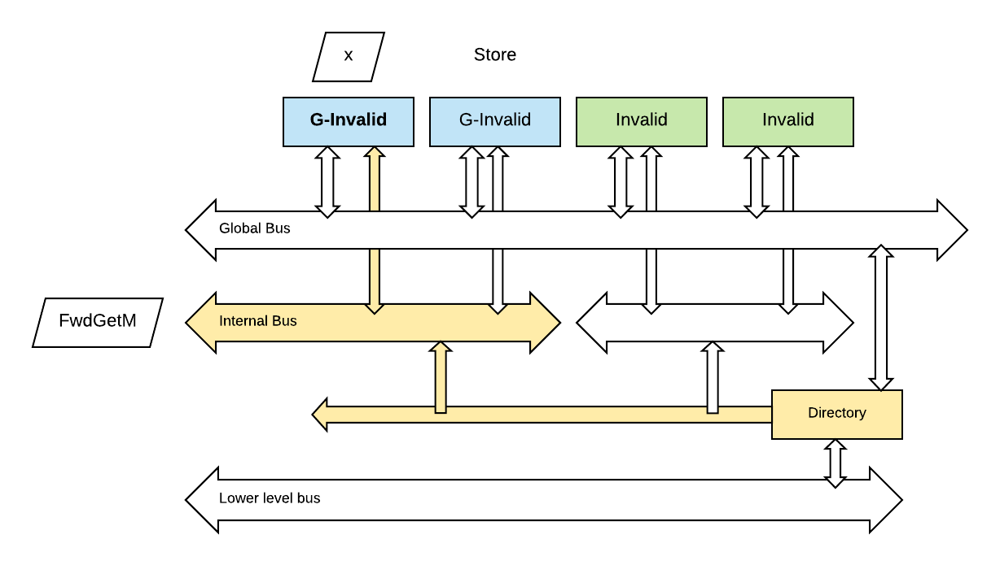 x
Store
G-Invalid
G-Invalid
Invalid
Invalid
Global Bus
FwdGetM
Internal Bus
Directory
Lower level bus